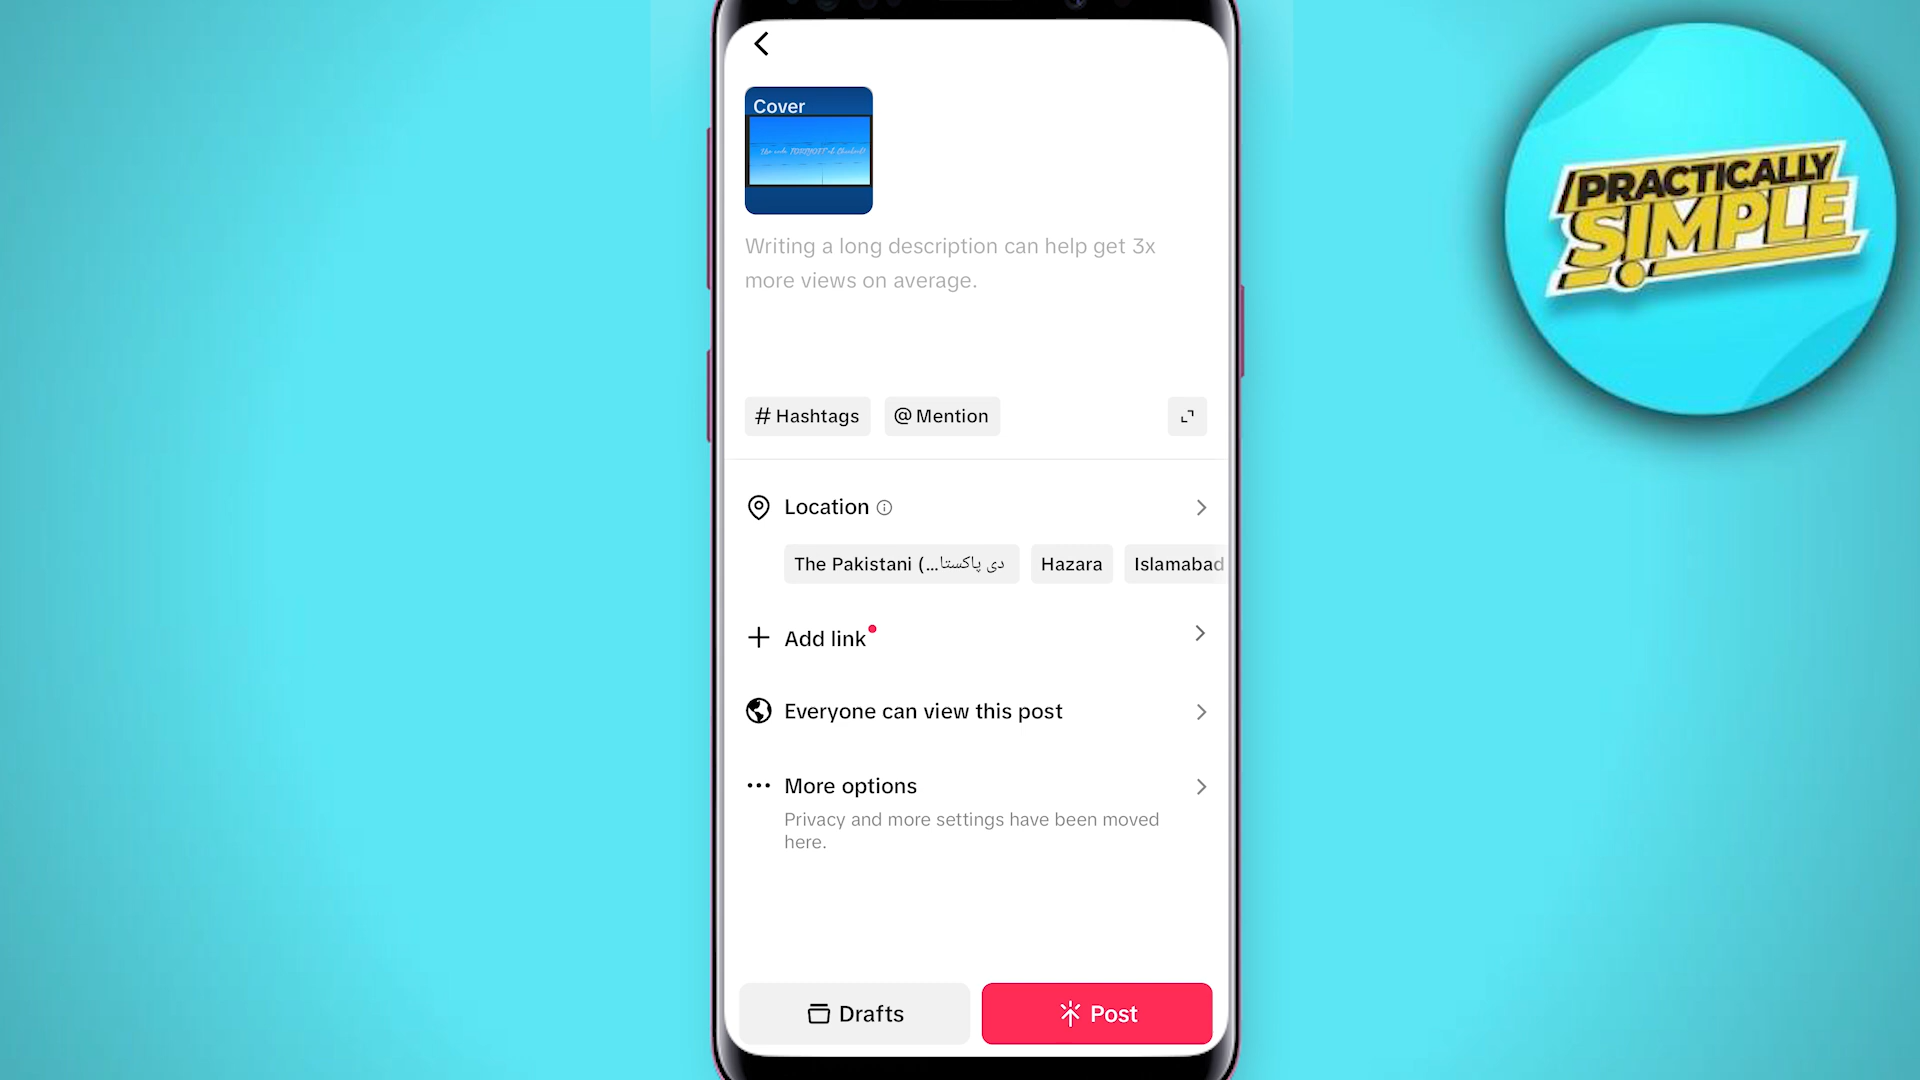 PRACTICALLY
SIMPLE
Cover
Writing a long description can help get 3x
more views on average.
# Hashtags
@ Mention
Location
The Pakistani (...دی پاکستا
Hazara
Islamabad
Add link
Everyone can view this post
More options
Privacy and more settings have been moved
here.
Drafts
Post